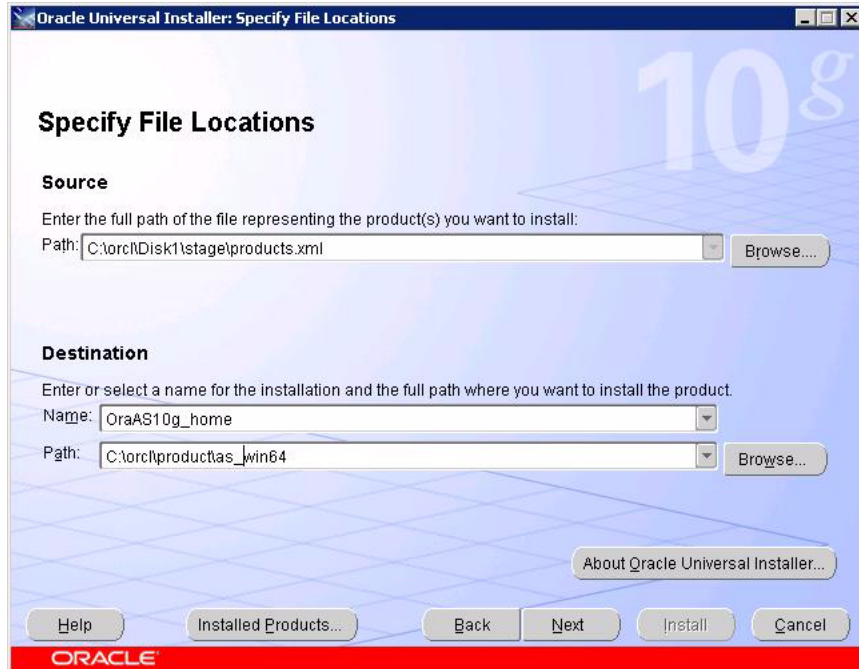 Oracle Universal Installer: Specify File Locations
10g
Specify File Locations
Source
Enter the full path of the file representing the product(s) you want to install:
Path: C:\orcl\Disk1\stage\products.xml Browse....
Destination
Enter or select a name for the installation and the full path where you want to install the product.
Name: OraAS10g_home
Path: C:\orcl\product\as_win64 Browse...
About Oracle Universal Installer...
Help Installed Products... Back Next Install Cancel
ORACLE